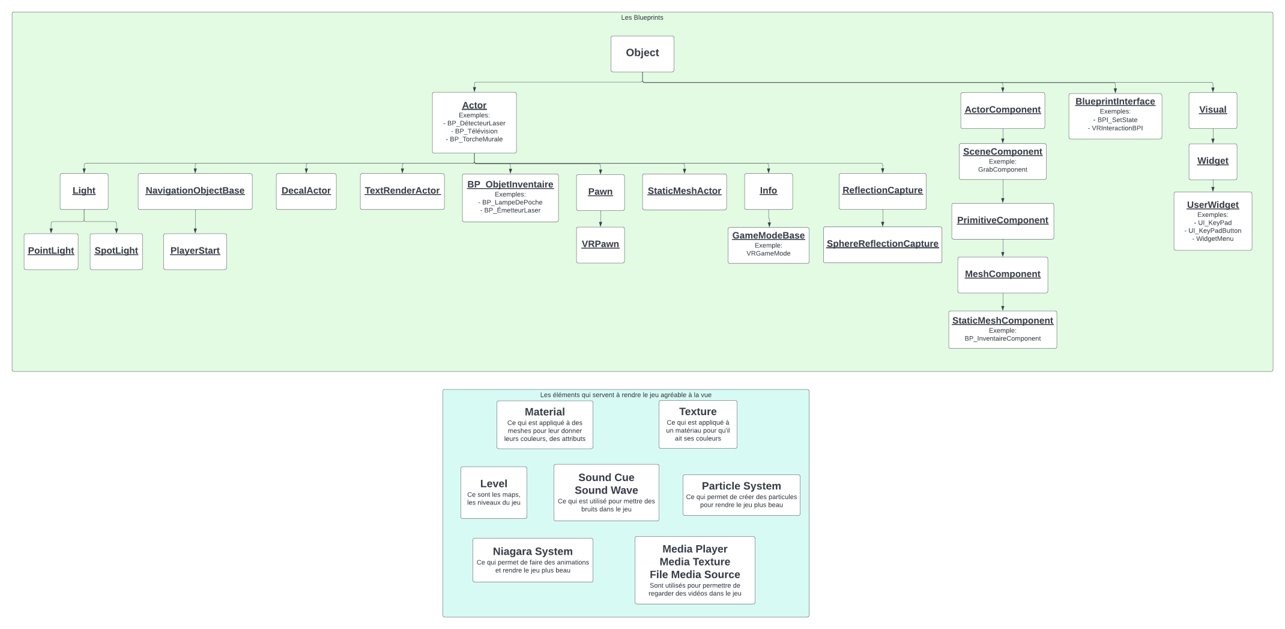 Les Blueprints
Object
Actor
Exemples:
- BP_DétecteurLaser
- BP_Télévision
- BP_TorcheMurale
ActorComponent
BlueprintInterface
Exemples:
- BPI_SetState
- VRInteractionBPI
Visual
SceneComponent
Exemple:
GrabComponent
Widget
Light
NavigationObjectBase
DecalActor
TextRenderActor
BP_ObjetInventaire
Exemples:
- BP_LampeDePoche
- BP_ÉmetteurLaser
Pawn
StaticMeshActor
Info
ReflectionCapture
PrimitiveComponent
UserWidget
Exemples:
- UI_KeyPad
- UI_KeyPadButton
- WidgetMenu
PointLight
SpotLight
PlayerStart
VRPawn
GameModeBase
Exemple:
VRGameMode
SphereReflectionCapture
MeshComponent
StaticMeshComponent
Exemple:
BP_InventaireComponent
Les éléments qui servent à rendre le jeu agréable à la vue
Material
Ce qui est appliqué à des
meshes pour leur donner
leurs couleurs, des attributs
Texture
Ce qui est appliqué à
un matériau pour qu'il
ait ses couleurs
Level
Ce sont les maps,
les niveaux du jeu
Sound Cue
Sound Wave
Ce qui est utilisé pour mettre des
bruits dans le jeu
Particle System
Ce qui permet de créer des particules
pour rendre le jeu plus beau
Niagara System
Ce qui permet de faire des animations
et rendre le jeu plus beau
Media Player
Media Texture
File Media Source
Sont utilisés pour permettre de
regarder des vidéos dans le jeu